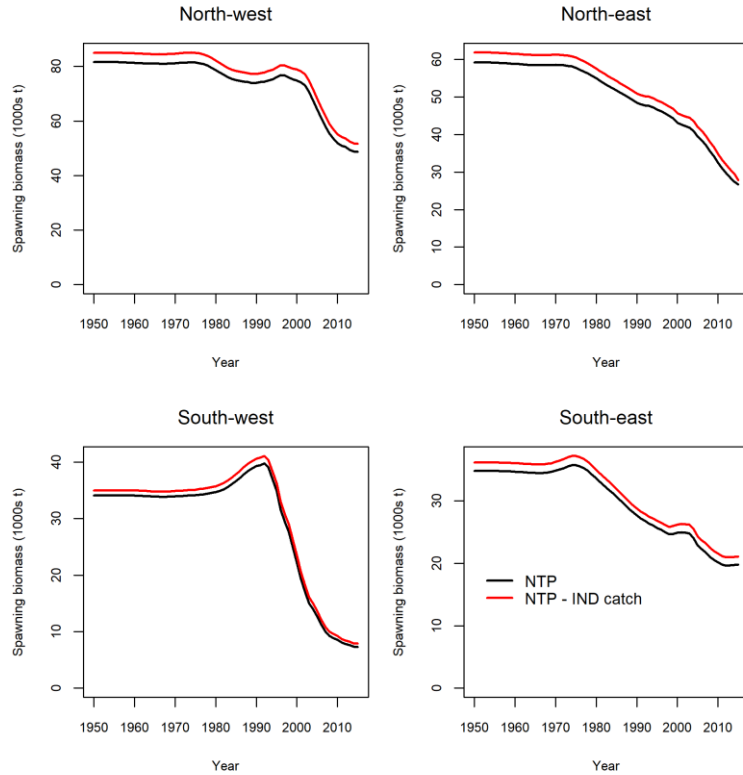 North-west
Spawning biomass (1000s t)
0 20 40 60 80
1950 1960 1970 1980 1990 2000 2010
Year
North-east
Spawning biomass (1000s t)
0 10 20 30 40 50 60
1950 1960 1970 1980 1990 2000 2010
Year
South-west
Spawning biomass (1000s t)
0 10 20 30 40
1950 1960 1970 1980 1990 2000 2010
Year
South-east
Spawning biomass (1000s t)
0 10 20 30
NTP
NTP - IND catch
1950 1960 1970 1980 1990 2000 2010
Year